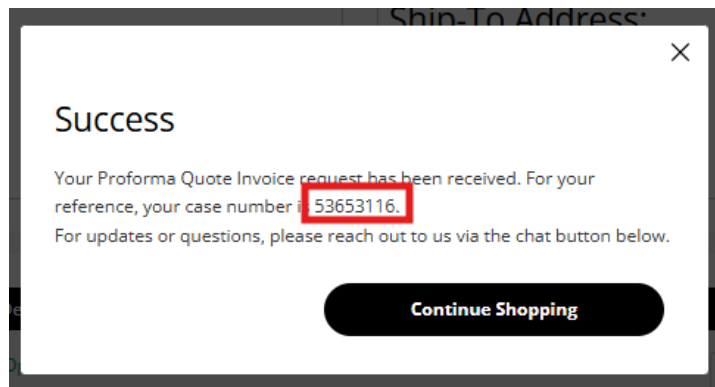 Ship-To Address:
Success
Your Proforma Quote Invoice request has been received. For your
reference, your case number is 53653116.
For updates or questions, please reach out to us via the chat button below.
Continue Shopping